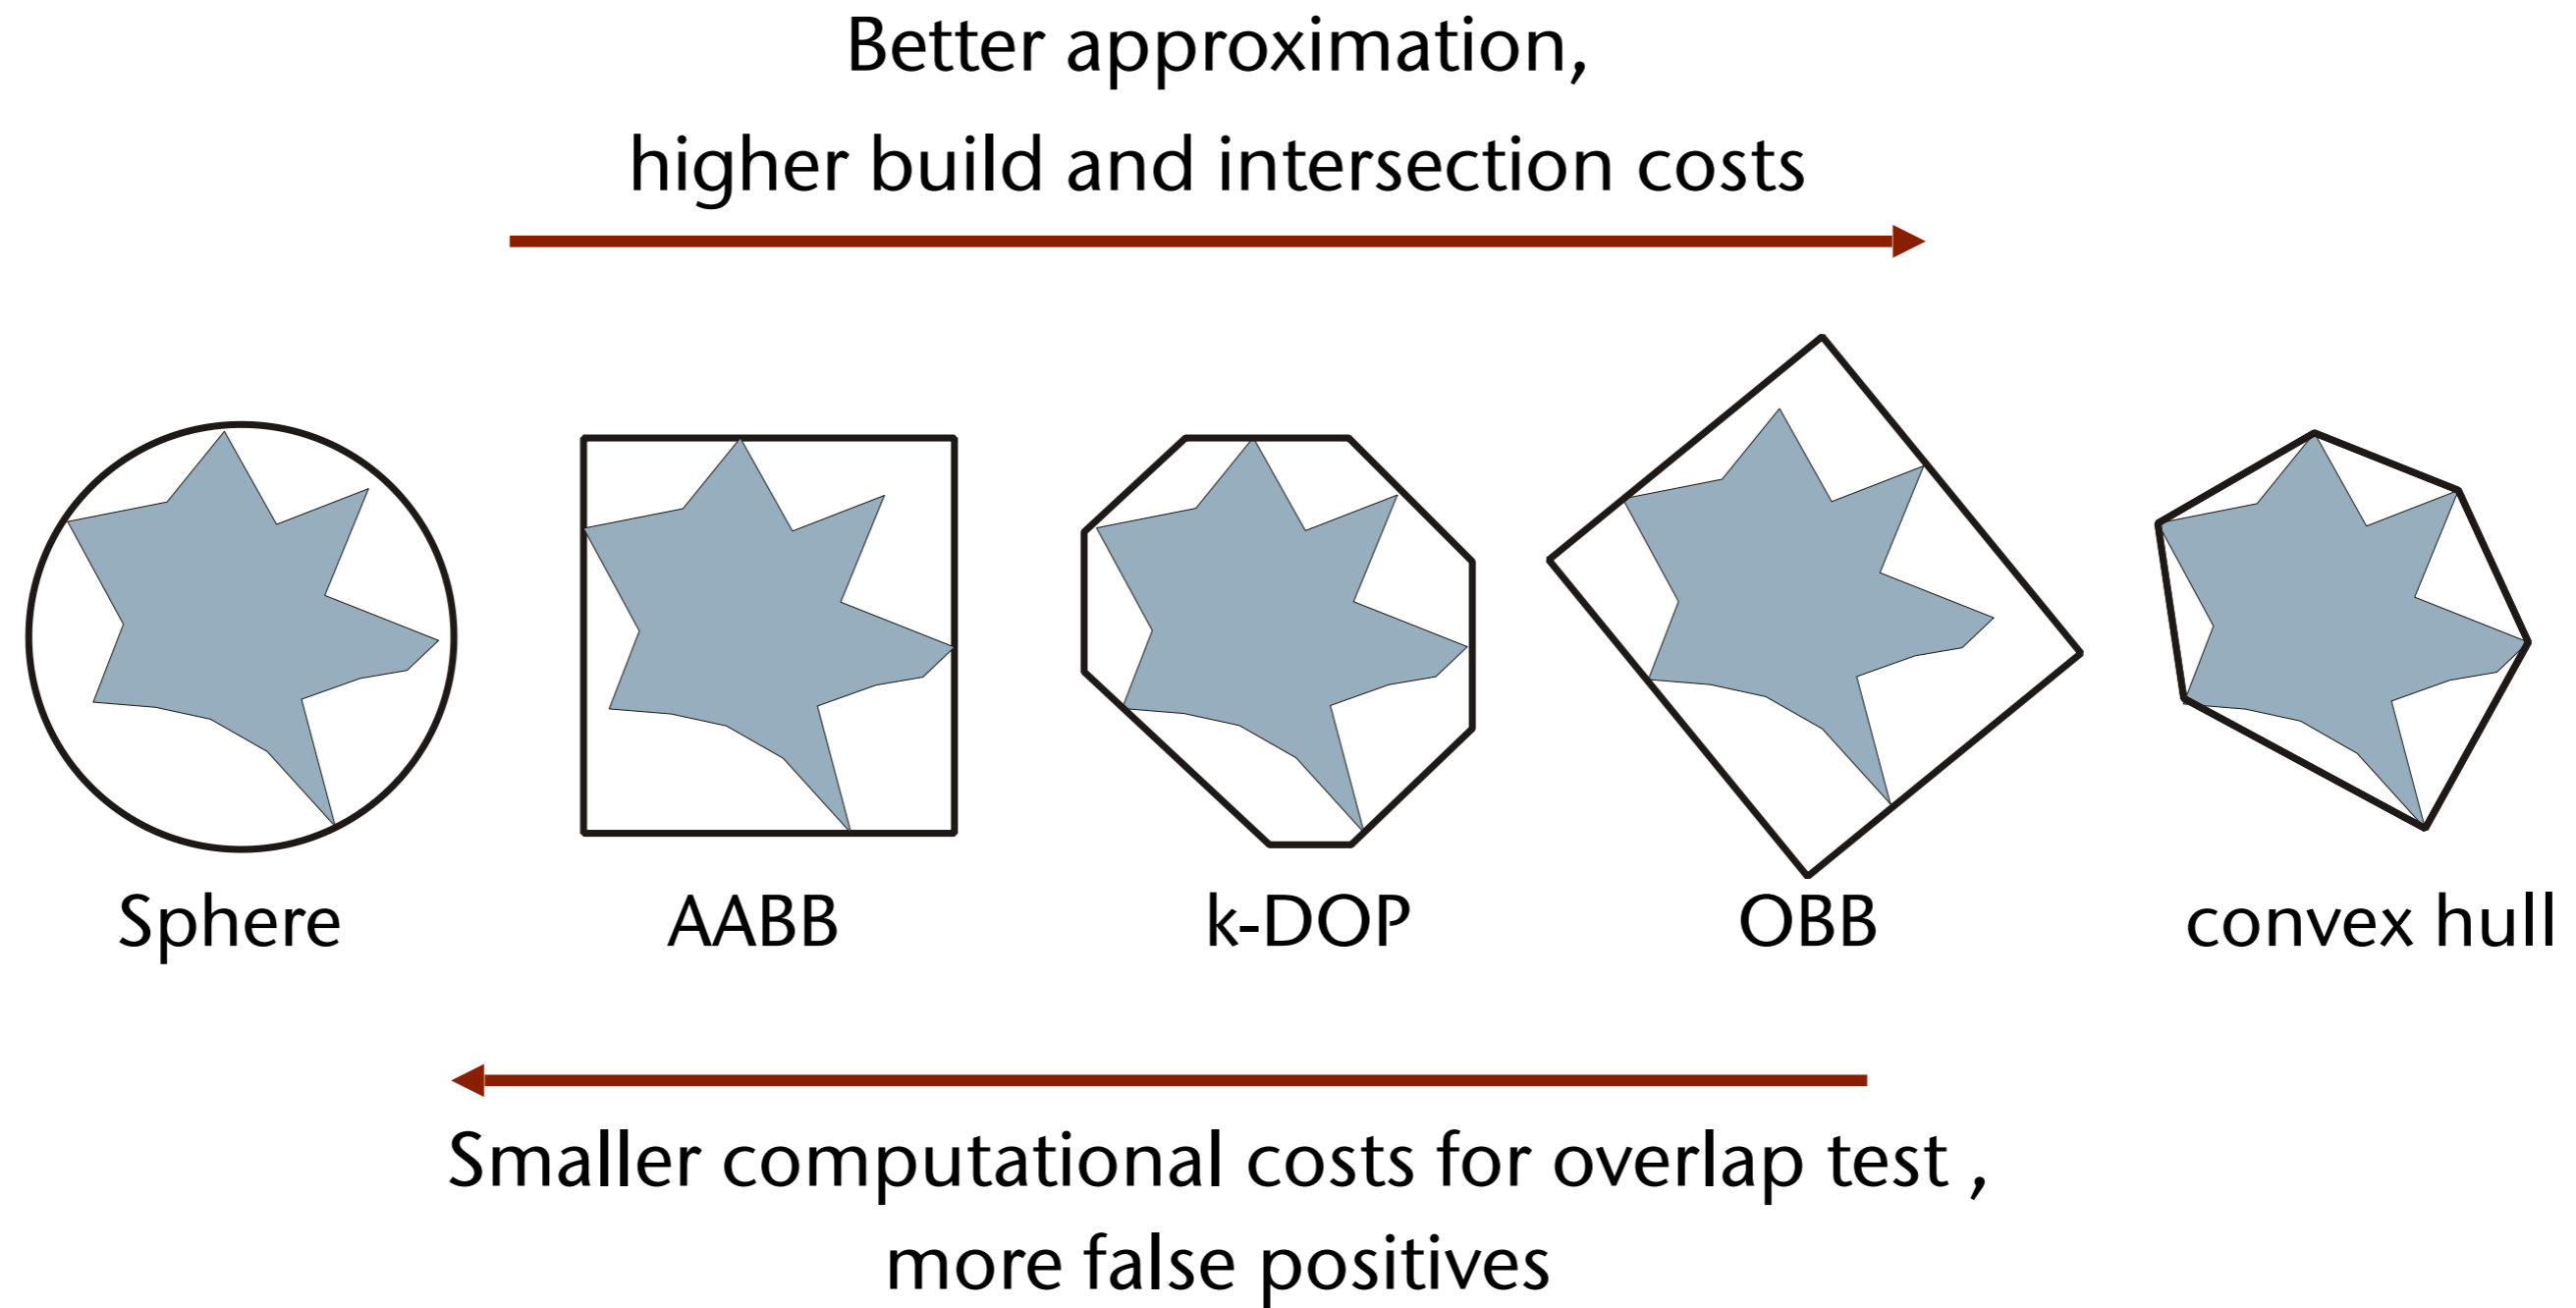 Better approximation,
higher build and intersection costs
Sphere
AABB
k-DOP
OBB
convex hull
Smaller computational costs for overlap test ,
more false positives